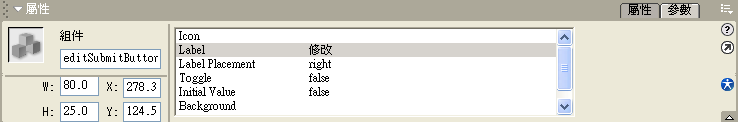 屬性
屬性 參數
組件
editSubmitButtor
W: 80.0 X: 278.3
H: 25.0 Y: 124.5
Icon
Label 修改
Label Placement right
Toggle false
Initial Value false
Background